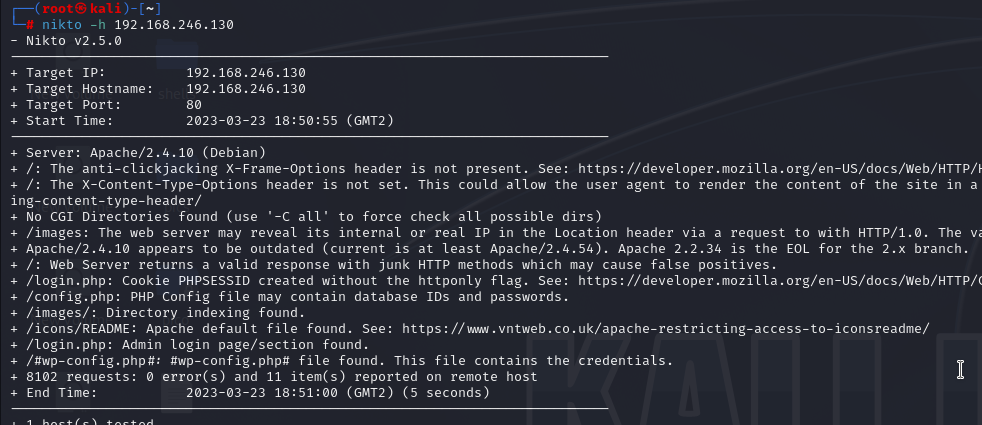 ┌──(root㉿kali)-[~]
└─# nikto -h 192.168.246.130
- Nikto v2.5.0
+ Target IP: 192.168.246.130
+ Target Hostname: 192.168.246.130
+ Target Port: 80
+ Start Time: 2023-03-23 18:50:55 (GMT2)
+ Server: Apache/2.4.10 (Debian)
+ /: The anti-clickjacking X-Frame-Options header is not present. See: https://developer.mozilla.org/en-US/docs/Web/HTTP/H
+ /: The X-Content-Type-Options header is not set. This could allow the user agent to render the content of the site in a
ing-content-type-header/
+ No CGI Directories found (use '-C all' to force check all possible dirs)
+ /images: The web server may reveal its internal or real IP in the Location header via a request to with HTTP/1.0. The va
+ Apache/2.4.10 appears to be outdated (current is at least Apache/2.4.54). Apache 2.2.34 is the EOL for the 2.x branch.
+ /: Web Server returns a valid response with junk HTTP methods which may cause false positives.
+ /login.php: Cookie PHPSESSID created without the httponly flag. See: https://developer.mozilla.org/en-US/docs/Web/HTTP/C
+ /config.php: PHP Config file may contain database IDs and passwords.
+ /images/: Directory indexing found.
+ /icons/README: Apache default file found. See: https://www.vntweb.co.uk/apache-restricting-access-to-iconsreadme/
+ /login.php: Admin login page/section found.
+ /#wp-config.php#: #wp-config.php# file found. This file contains the credentials.
+ 8102 requests: 0 error(s) and 11 item(s) reported on remote host
+ End Time: 2023-03-23 18:51:00 (GMT2) (5 seconds)
+ 1 host(s) tested